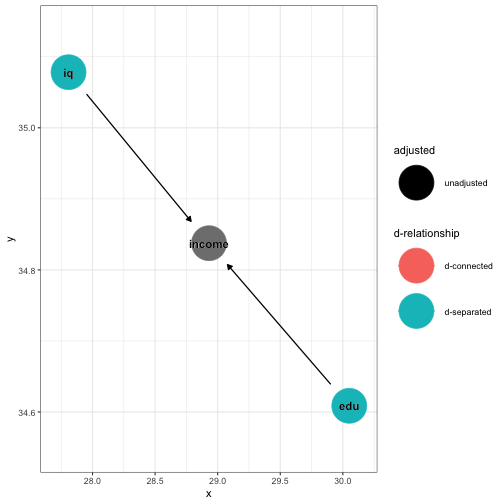 iq
35.0
adjusted
unadjusted
y
income
d-relationship
d-connected
34.8
d-separated
edu
34.6
28.0 28.5 29.0 29.5 30.0
x